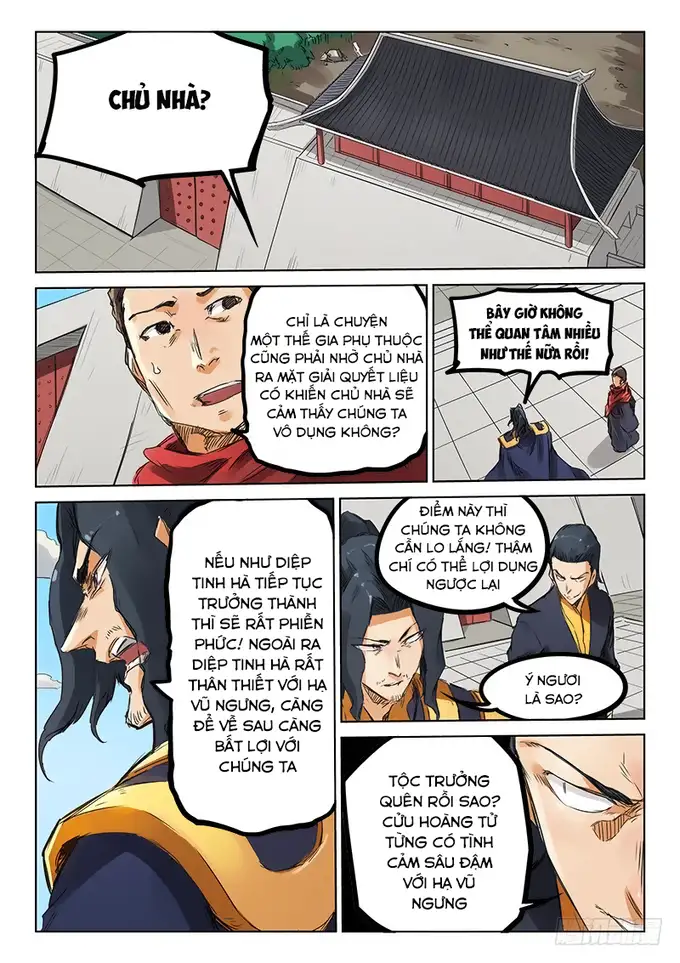 CHỦ NHÀ?
CHỈ LÀ CHUYỆN
MỘT THẾ GIA PHỤ THUỘC
CŨNG PHẢI NHỜ CHỦ NHÀ
RA MẶT GIẢI QUYẾT LIỆU
CÓ KHIẾN CHỦ NHÀ SẼ
CẢM THẤY CHÚNG TA
VÔ DỤNG KHÔNG?
BÂY GIỜ KHÔNG
THỂ QUAN TÂM NHIỀU
NHƯ THẾ NỮA RỒI!
NẾU NHƯ DIỆP
TINH HÀ TIẾP TỤC
TRƯỞNG THÀNH
THÌ SẼ RẤT PHIỀN
PHỨC! NGOÀI RA
DIỆP TINH HÀ RẤT
THÂN THIẾT VỚI HẠ
VŨ NGƯNG, CÀNG
ĐỂ VỀ SAU CÀNG
BẤT LỢI VỚI
CHÚNG TA
ĐIỂM NÀY THÌ
CHÚNG TA KHÔNG
CẦN LO LẮNG! THẬM
CHÍ CÓ THỂ LỢI DỤNG
NGƯỢC LẠI
Ý NGƯƠI
LÀ SAO?
TỘC TRƯỞNG
QUÊN RỒI SAO?
CỬU HOÀNG TỬ
TỪNG CÓ TÌNH
CẢM SÂU ĐẬM
VỚI HẠ VŨ
NGƯNG